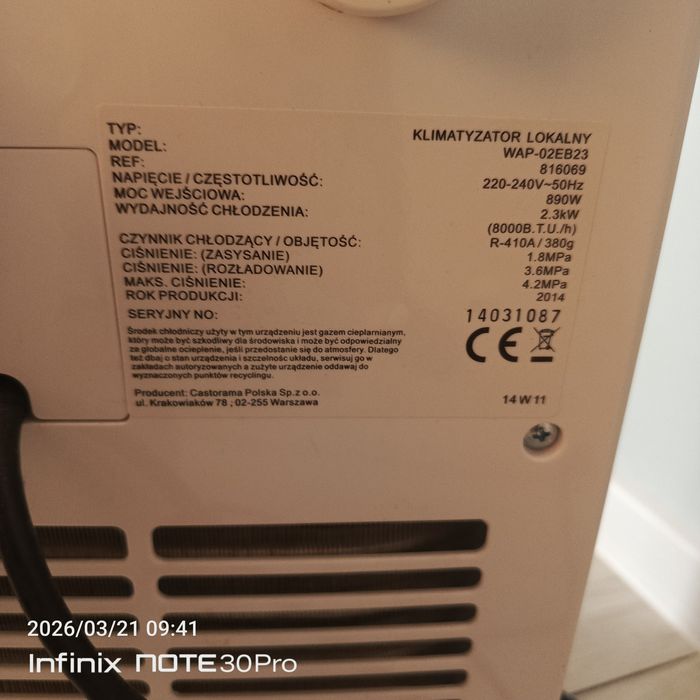 TYP: KLIMATYZATOR LOKALNY
MODEL: WAP-02EB23
REF: 816069
NAPIĘCIE / CZĘSTOTLIWOŚĆ: 220-240V~50Hz
MOC WEJŚCIOWA: 890W
WYDAJNOŚĆ CHŁODZENIA: 2.3kW
(8000B.T.U./h)
CZYNNIK CHŁODZĄCY / OBJĘTOŚĆ: R-410A / 380g
CIŚNIENIE: (ZASYSANIE) 1.8MPa
CIŚNIENIE: (ROZŁADOWANIE) 3.6MPa
MAKS. CIŚNIENIE: 4.2MPa
ROK PRODUKCJI: 2014
SERYJNY NO: 14031087
Środek chłodniczy użyty w tym urządzeniu jest gazem cieplarnianym,
który może być szkodliwy dla środowiska i może być odpowiedzialny
za globalne ocieplenie, jeśli przedostanie się do atmosfery. Dlatego
też dbaj o stan urządzenia i szczelnośc układu, serwisuj go w
zakładach autoryzowanych a zużyte urządzenie oddawaj do
wyznaczonych punktów recyclingu.
CE
Producent: Castorama Polska Sp.z o.o.
ul. Krakowiaków 78 ; 02-255 Warszawa
14 W 11
2026/03/21 09:41
Infinix NOTE30Pro